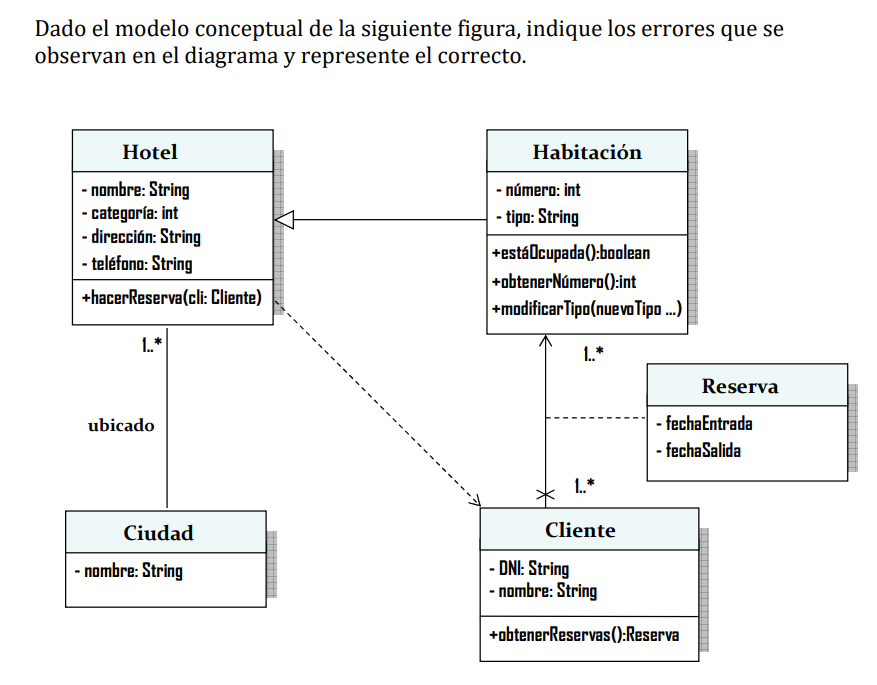 Dado el modelo conceptual de la siguiente figura, indique los errores que se
observan en el diagrama y represente el correcto.
Hotel
- nombre: String
- categoría: int
- dirección: String
- teléfono: String
+hacerReserva(cli: Cliente)
Habitación
- número: int
- tipo: String
+estáOcupada():boolean
+obtenerNúmero():int
+modificarTipo(nuevoTipo ...)
1..*
1..*
Reserva
- fechaEntrada
- fechaSalida
ubicado
1..*
Ciudad
- nombre: String
Cliente
- DNI: String
- nombre: String
+obtenerReservas():Reserva